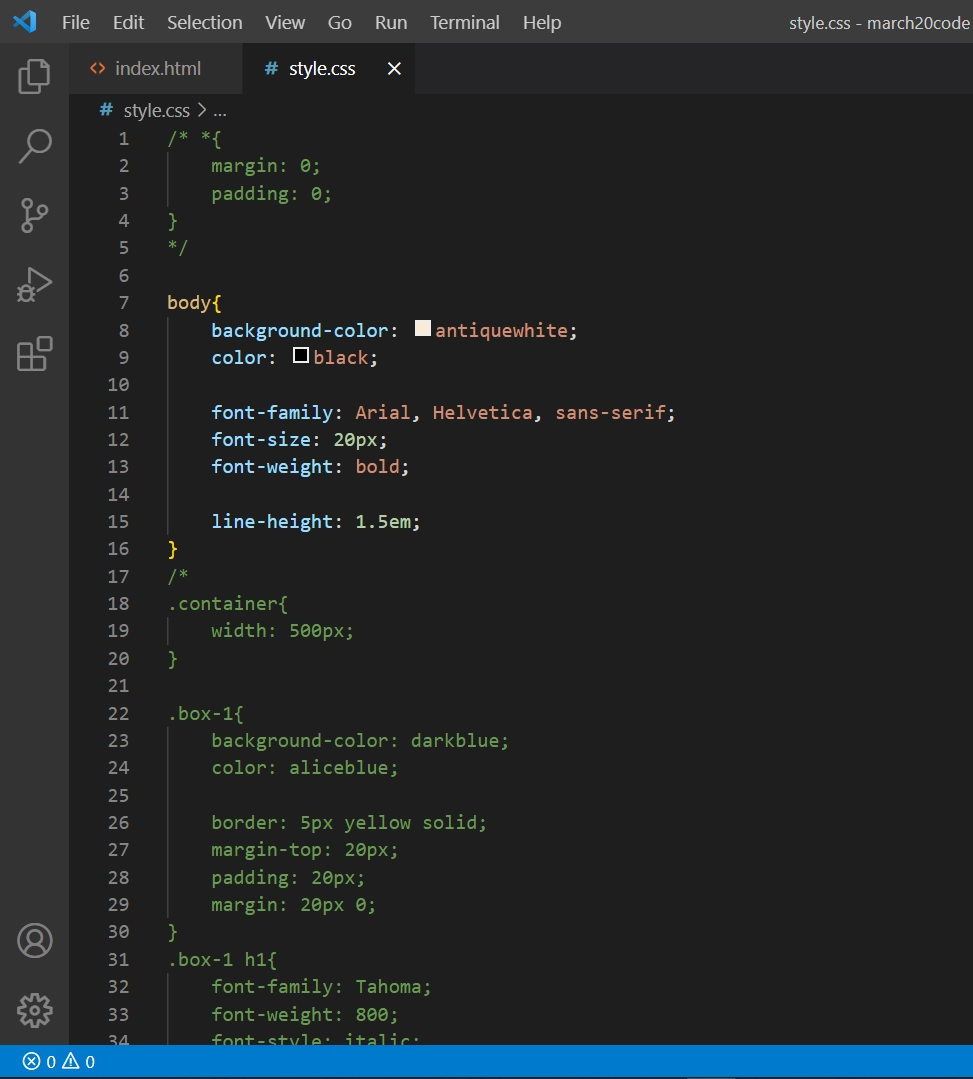 File Edit Selection View Go Run Terminal Help style.css - march20code
<> index.html # style.css ×
# style.css > ...
1 /* *{
2 margin: 0;
3 padding: 0;
4 }
5 */
6
7 body{
8 background-color: antiquewhite;
9 color: black;
10
11 font-family: Arial, Helvetica, sans-serif;
12 font-size: 20px;
13 font-weight: bold;
14
15 line-height: 1.5em;
16 }
17 /*
18 .container{
19 width: 500px;
20 }
21
22 .box-1{
23 background-color: darkblue;
24 color: aliceblue;
25
26 border: 5px yellow solid;
27 margin-top: 20px;
28 padding: 20px;
29 margin: 20px 0;
30 }
31 .box-1 h1{
32 font-family: Tahoma;
33 font-weight: 800;
34 font-style: italic;
0 0